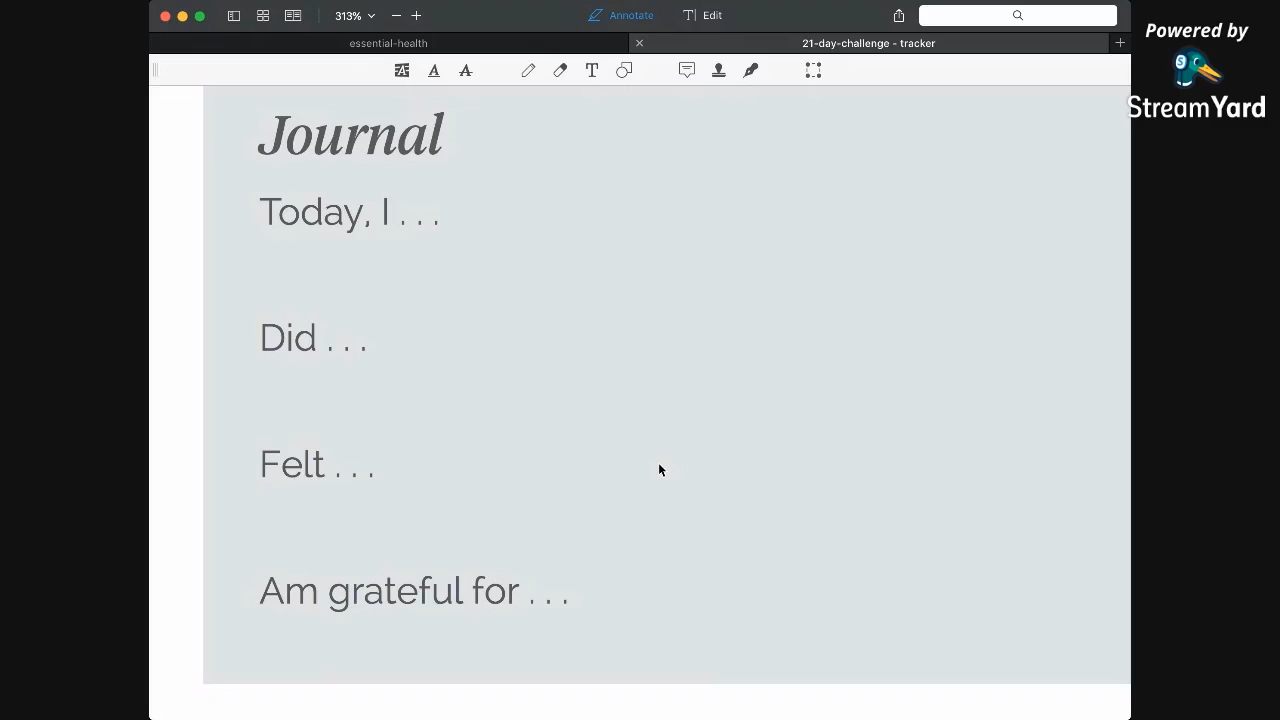 313%
Annotate
Edit
Powered by
essential-health
21-day-challenge - tracker
StreamYard
Journal
Today, I . . .
Did . . .
Felt . . .
Am grateful for . . .